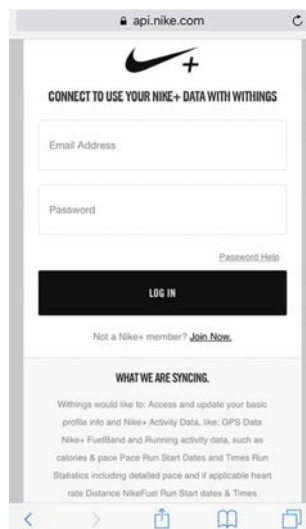 api.nike.com
CONNECT TO USE YOUR NIKE+ DATA WITH WITHINGS
Email Address
Password
Password Help
LOG IN
Not a Nike+ member? Join Now.
WHAT WE ARE SYNCING.
Withings would like to: Access and update your basic
profile info and Nike+ Activity Data, like: GPS Data
Nike+ FuelBand and Running activity data, such as
calories & pace Pace Run Start Dates and Times Run
Statistics including detailed pace and if applicable heart
rate Distance NikeFuel Run Start dates & Times